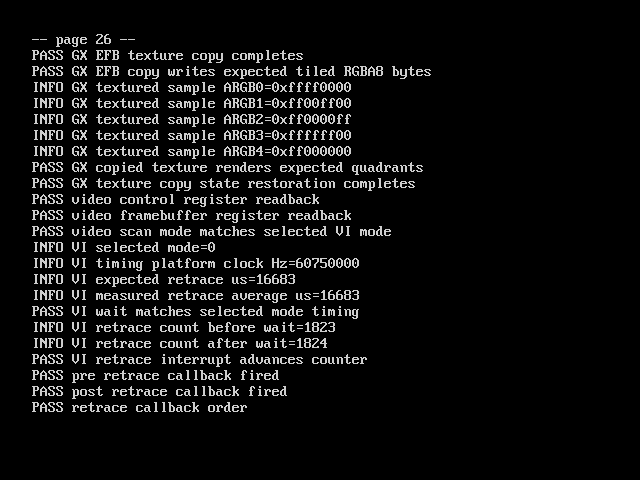 -- page 26 --
PASS GX EFB texture copy completes
PASS GX EFB copy writes expected tiled RGBA8 bytes
INFO GX textured sample ARGB0=0xffff0000
INFO GX textured sample ARGB1=0xff00ff00
INFO GX textured sample ARGB2=0xff0000ff
INFO GX textured sample ARGB3=0xffffff00
INFO GX textured sample ARGB4=0xff000000
PASS GX copied texture renders expected quadrants
PASS GX texture copy state restoration completes
PASS video control register readback
PASS video framebuffer register readback
PASS video scan mode matches selected VI mode
INFO VI selected mode=0
INFO VI timing platform clock Hz=60750000
INFO VI expected retrace us=16683
INFO VI measured retrace average us=16683
PASS VI wait matches selected mode timing
INFO VI retrace count before wait=1823
INFO VI retrace count after wait=1824
PASS VI retrace interrupt advances counter
PASS pre retrace callback fired
PASS post retrace callback fired
PASS retrace callback order